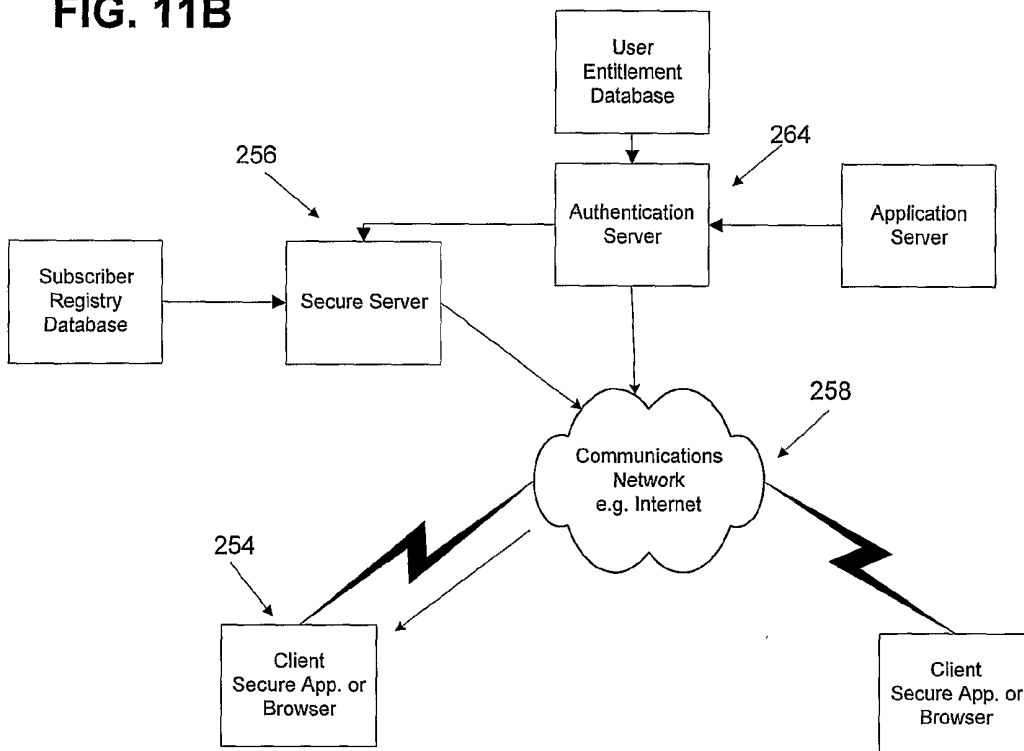 FIG. 11B
User
Entitlement
Database
264
256
Authentication
Server
Application
Server
Subscriber
Registry
Database
Secure Server
258
Communications
Network
e.g. Internet
254
Client
Secure App. or
Browser
Client
Secure App. or
Browser